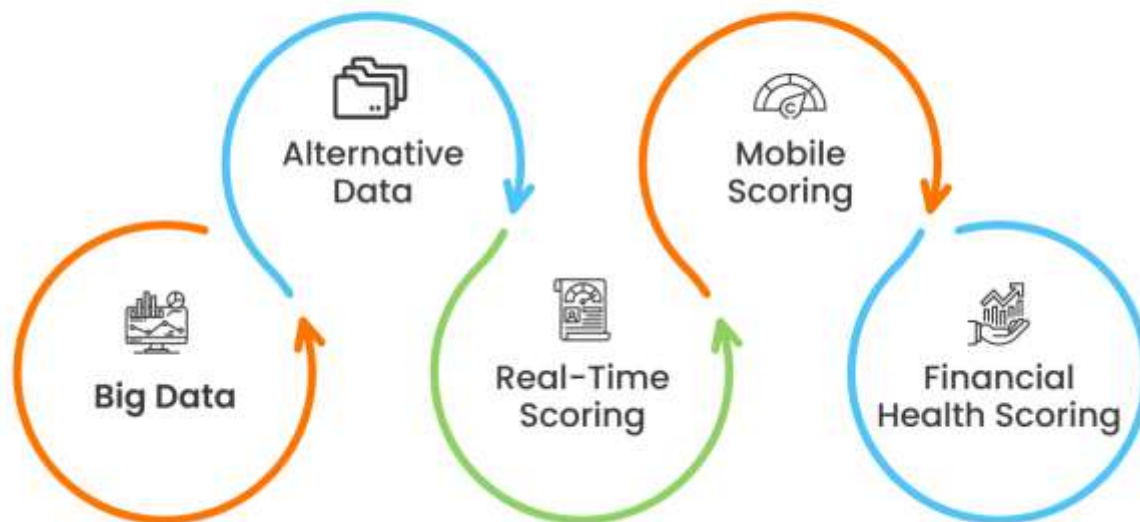 Big Data
Alternative
Data
Real-Time
Scoring
Mobile
Scoring
Financial
Health Scoring